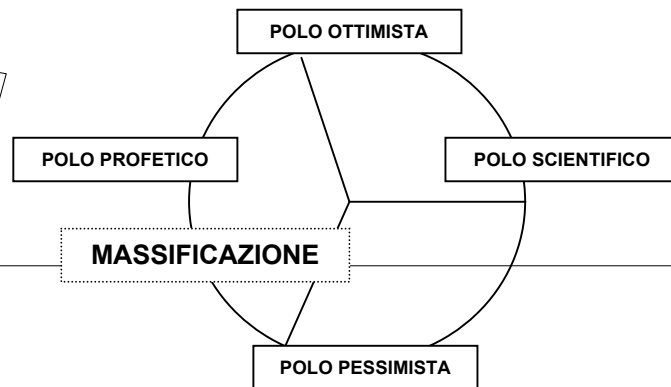 POLO OTTIMISTA
POLO PROFETICO
POLO SCIENTIFICO
MASSIFICAZIONE
POLO PESSIMISTA